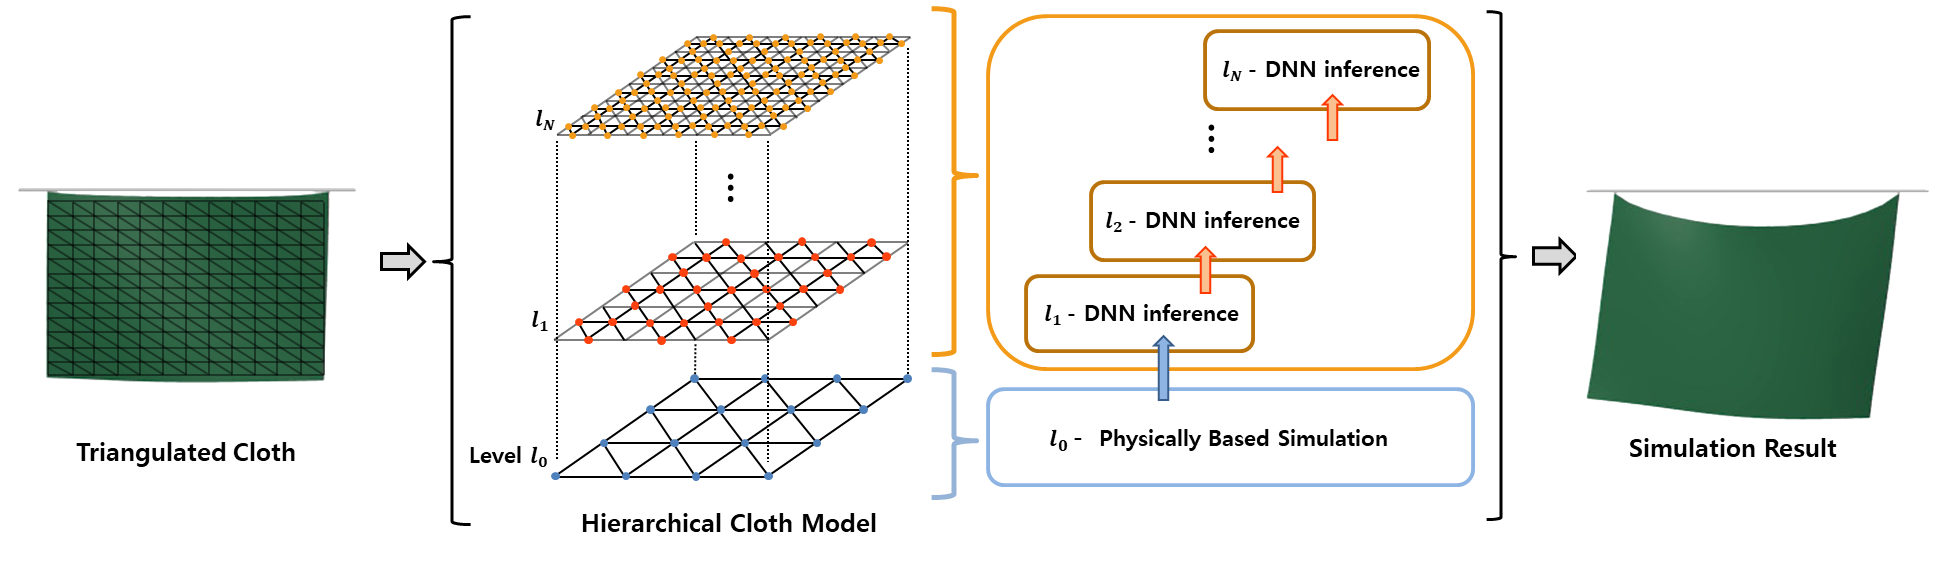 Triangulated Cloth
l_N
l_1
Level l_0
Hierarchical Cloth Model
l_N - DNN inference
l_2 - DNN inference
l_1 - DNN inference
l_0 - Physically Based Simulation
Simulation Result